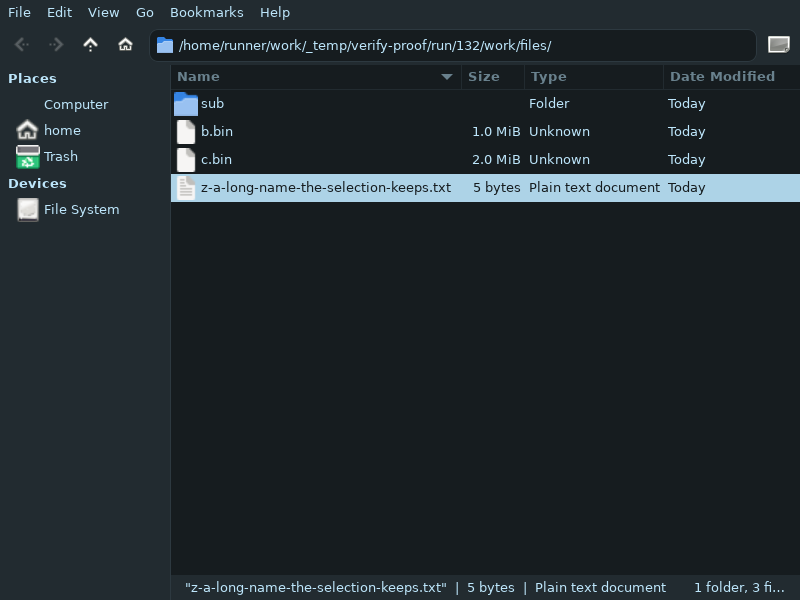 File Edit View Go Bookmarks Help
/home/runner/work/_temp/verify-proof/run/132/work/files/
Places
Computer
home
Trash
Devices
File System
Name Size Type Date Modified
sub Folder Today
b.bin 1.0 MiB Unknown Today
c.bin 2.0 MiB Unknown Today
z-a-long-name-the-selection-keeps.txt 5 bytes Plain text document Today
"z-a-long-name-the-selection-keeps.txt" | 5 bytes | Plain text document 1 folder, 3 fi...